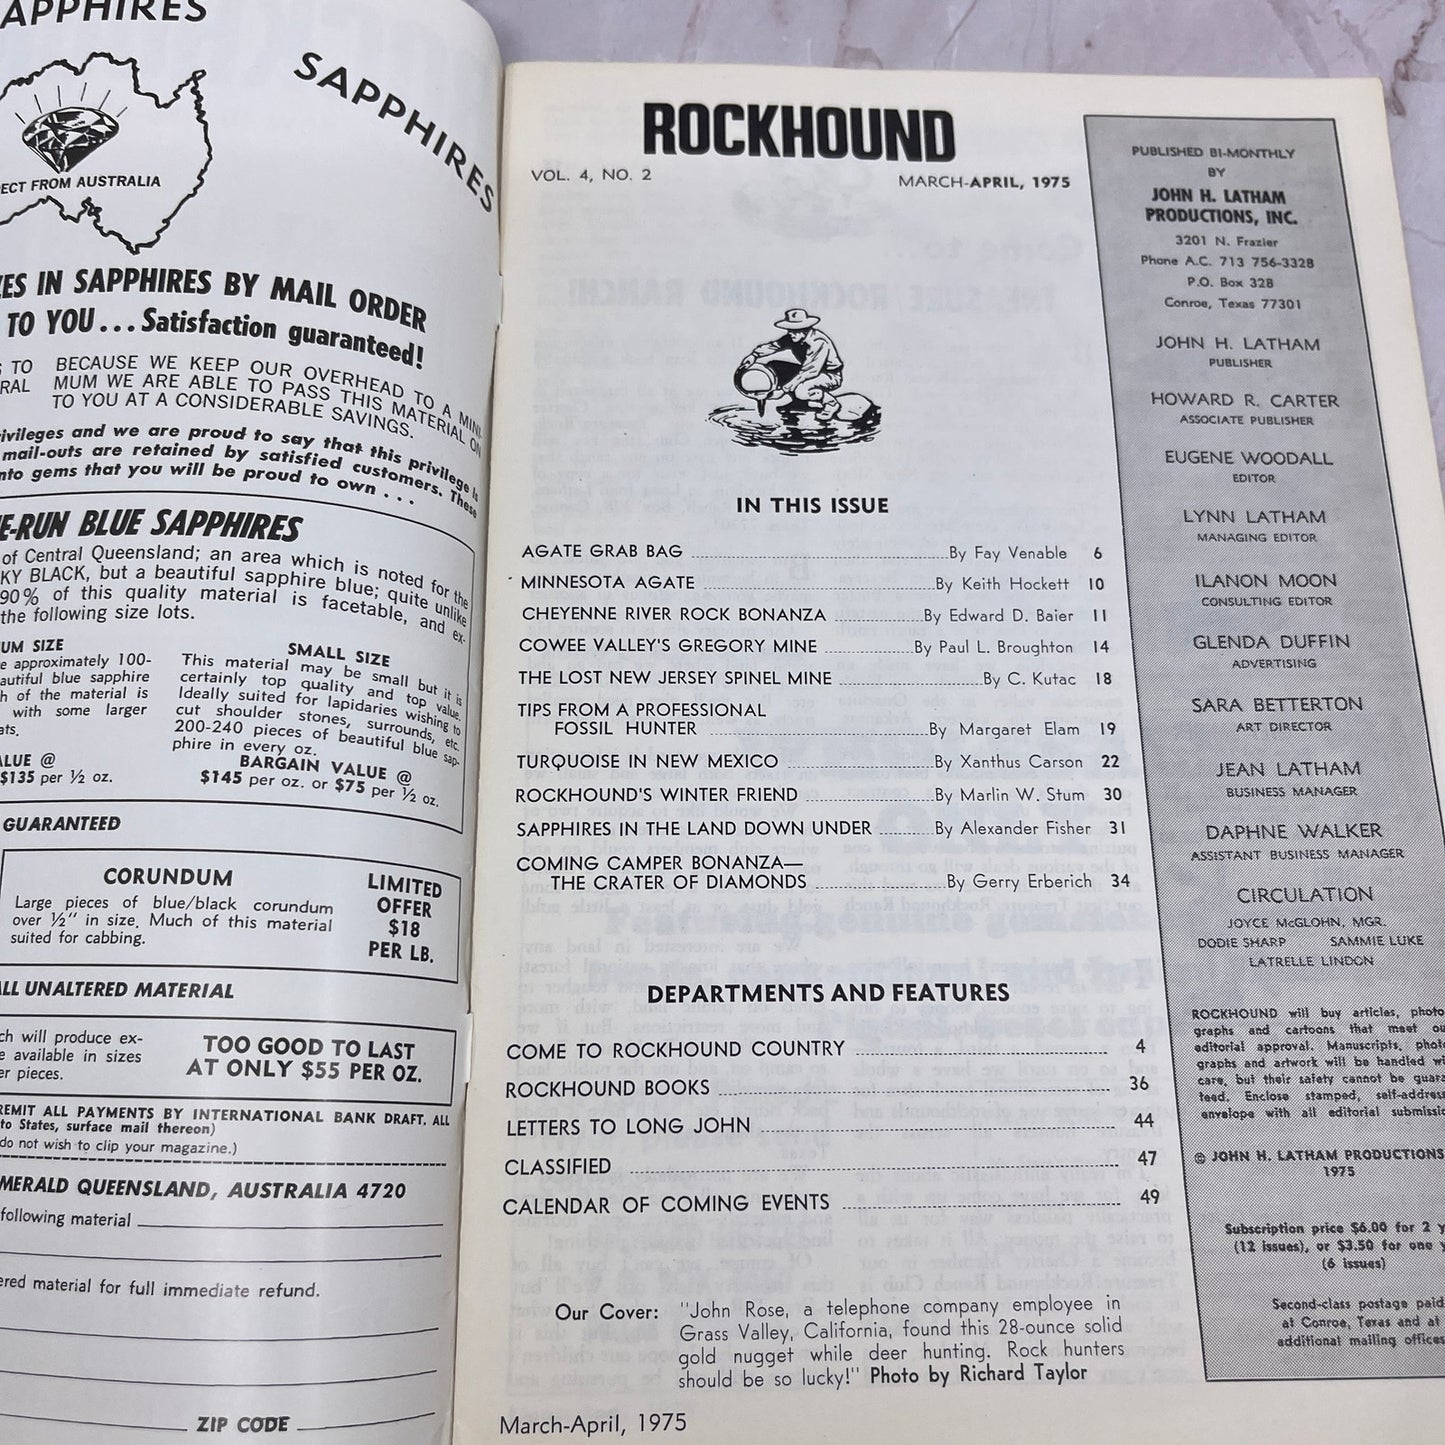 SAPPHIRES
SAPPHIRES
FROM AUSTRALIA
IN SAPPHIRES BY MAIL ORDER
TO YOU... Satisfaction guaranteed!
TO BECAUSE WE KEEP OUR OVERHEAD TO A MINI-
MUM WE ARE ABLE TO PASS THIS MATERIAL ON
TO YOU AT A CONSIDERABLE SAVINGS.
and we are proud to say that this privilege is
mail-outs are retained by satisfied customers. These
gems that you will be proud to own . . .
BLUE SAPPHIRES
of Central Queensland; an area which is noted for the
BLACK, but a beautiful sapphire blue; quite unlike
90% of this quality material is facetable, and ex-
the following size lots.
SIZE
approximately 100-
blue sapphire
of the material is
with some larger
@
$135 per ½ oz.
SMALL SIZE
This material may be small but it is
certainly top quality and top value.
Ideally suited for lapidaries wishing to
cut shoulder stones, surrounds, etc.
200-240 pieces of beautiful blue sap-
phire in every oz.
BARGAIN VALUE @
$145 per oz. or $75 per ½ oz.
GUARANTEED
CORUNDUM
Large pieces of blue/black corundum
over ½" in size. Much of this material
suited for cabbing.
LIMITED
OFFER
$18
PER LB.
UNALTERED MATERIAL
will produce ex-
available in sizes
pieces.
TOO GOOD TO LAST
AT ONLY $55 PER OZ.
REMIT ALL PAYMENTS BY INTERNATIONAL BANK DRAFT. ALL
to States, surface mail thereon)
do not wish to clip your magazine.)
QUEENSLAND, AUSTRALIA 4720
following material
material for full immediate refund.
ZIP CODE
ROCKHOUND
VOL. 4, NO. 2 MARCH-APRIL, 1975
IN THIS ISSUE
AGATE GRAB BAG By Fay Venable 6
MINNESOTA AGATE By Keith Hockett 10
CHEYENNE RIVER ROCK BONANZA By Edward D. Baier 11
COWEE VALLEY'S GREGORY MINE By Paul L. Broughton 14
THE LOST NEW JERSEY SPINEL MINE By C. Kutac 18
TIPS FROM A PROFESSIONAL
FOSSIL HUNTER By Margaret Elam 19
TURQUOISE IN NEW MEXICO By Xanthus Carson 22
ROCKHOUND'S WINTER FRIEND By Marlin W. Stum 30
SAPPHIRES IN THE LAND DOWN UNDER By Alexander Fisher 31
COMING CAMPER BONANZA—
THE CRATER OF DIAMONDS By Gerry Erberich 34
DEPARTMENTS AND FEATURES
COME TO ROCKHOUND COUNTRY 4
ROCKHOUND BOOKS 36
LETTERS TO LONG JOHN 44
CLASSIFIED 47
CALENDAR OF COMING EVENTS 49
Our Cover: "John Rose, a telephone company employee in
Grass Valley, California, found this 28-ounce solid
gold nugget while deer hunting. Rock hunters
should be so lucky!" Photo by Richard Taylor
March-April, 1975
PUBLISHED BI-MONTHLY
BY
JOHN H. LATHAM
PRODUCTIONS, INC.
3201 N. Frazier
Phone A.C. 713 756-3328
P.O. Box 328
Conroe, Texas 77301
JOHN H. LATHAM
PUBLISHER
HOWARD R. CARTER
ASSOCIATE PUBLISHER
EUGENE WOODALL
EDITOR
LYNN LATHAM
MANAGING EDITOR
ILANON MOON
CONSULTING EDITOR
GLENDA DUFFIN
ADVERTISING
SARA BETTERTON
ART DIRECTOR
JEAN LATHAM
BUSINESS MANAGER
DAPHNE WALKER
ASSISTANT BUSINESS MANAGER
CIRCULATION
JOYCE McGLOHN, MGR.
DODIE SHARP SAMMIE LUKE
LATRELLE LINDON
ROCKHOUND will buy articles, photo
graphs and cartoons that meet
editorial approval. Manuscripts,
graphs and artwork will be handled
care, but their safety cannot be
teed. Enclose stamped,
envelope with all editorial
© JOHN H. LATHAM PRODUCTIONS
1975
Subscription price $6.00 for 2
(12 issues), or $3.50 for one
(6 issues)
Second-class postage paid
at Conroe, Texas and at
additional mailing offices